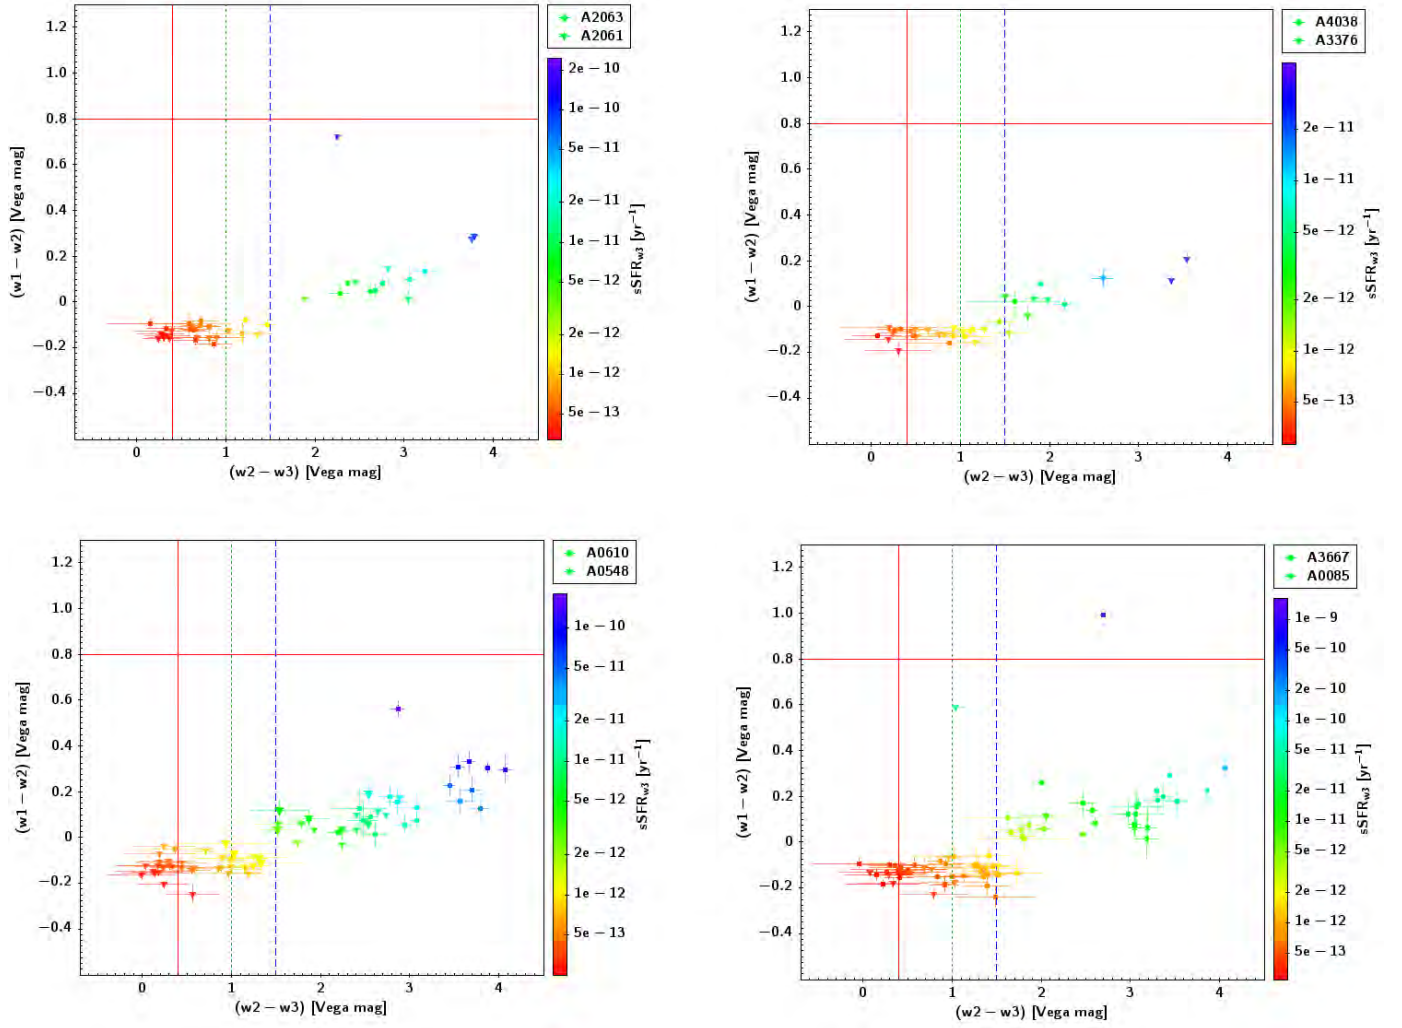 1.2
1.0
0.8
0.6
0.4
0.2
0
−0.2
−0.4
(w1 − w2) [Vega mag]
0 1 2 3 4
(w2 − w3) [Vega mag]
A2063
A2061
2e − 10
1e − 10
5e − 11
2e − 11
1e − 11
5e − 12
2e − 12
1e − 12
5e − 13
sSFRw3 [yr−1]
1.2
1.0
0.8
0.6
0.4
0.2
0
−0.2
−0.4
(w1 − w2) [Vega mag]
0 1 2 3 4
(w2 − w3) [Vega mag]
A4038
A3376
2e − 11
1e − 11
5e − 12
2e − 12
1e − 12
5e − 13
sSFRw3 [yr−1]
1.2
1.0
0.8
0.6
0.4
0.2
0
−0.2
−0.4
(w1 − w2) [Vega mag]
0 1 2 3 4
(w2 − w3) [Vega mag]
A0610
A0548
1e − 10
5e − 11
2e − 11
1e − 11
5e − 12
2e − 12
1e − 12
5e − 13
sSFRw3 [yr−1]
1.2
1.0
0.8
0.6
0.4
0.2
0
−0.2
−0.4
(w1 − w2) [Vega mag]
0 1 2 3 4
(w2 − w3) [Vega mag]
A3667
A0085
1e − 9
5e − 10
2e − 10
1e − 10
5e − 11
2e − 11
1e − 11
5e − 12
2e − 12
1e − 12
5e − 13
sSFRw3 [yr−1]